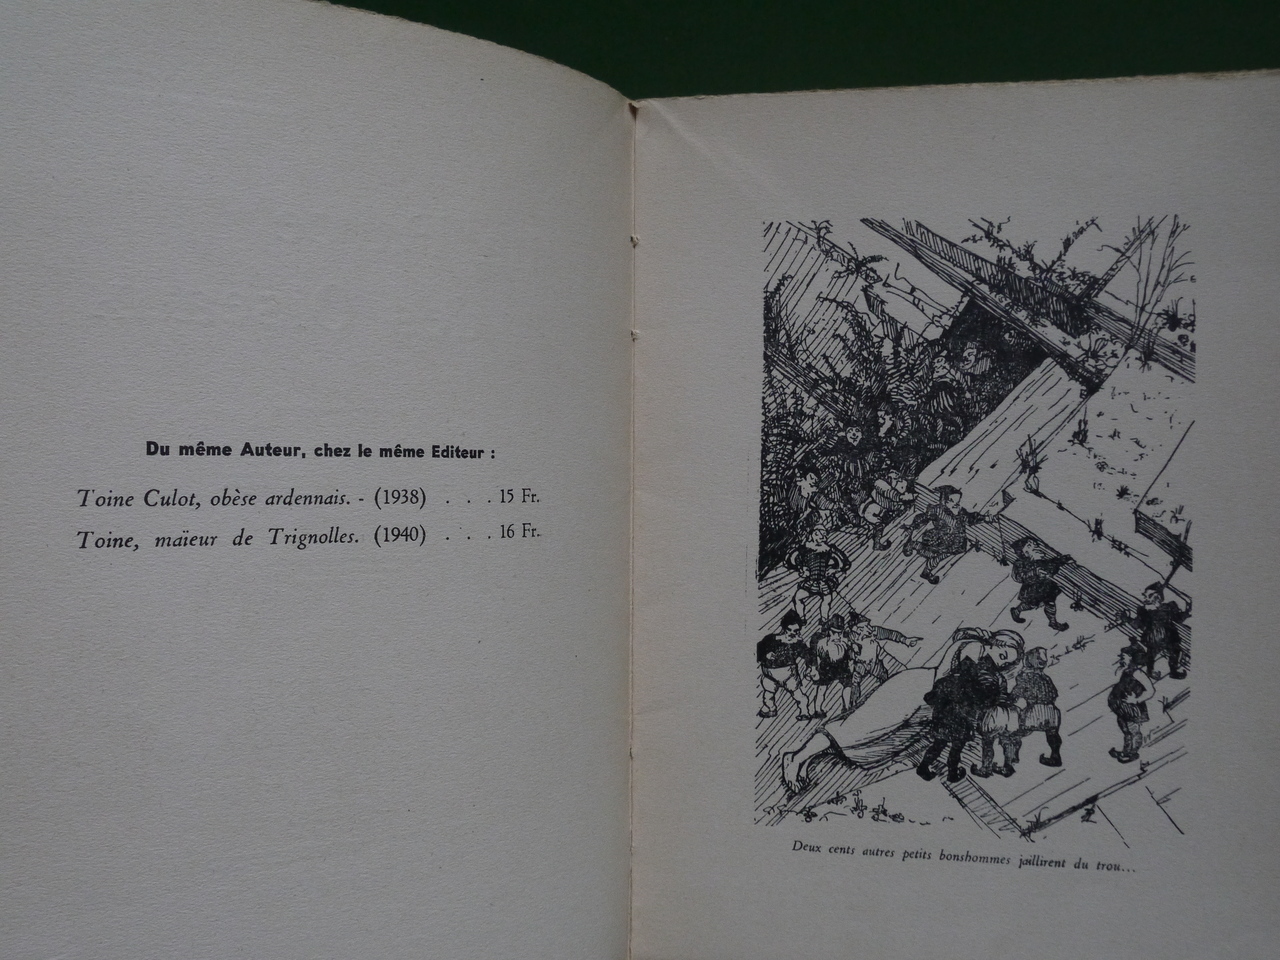 Du même Auteur, chez le même Editeur :
Toine Culot, obèse ardennais. - (1938) . . . 15 Fr.
Toine, maïeur de Trignolles. (1940) . . . 16 Fr.
Deux cents autres petits bonshommes jaillirent du trou...